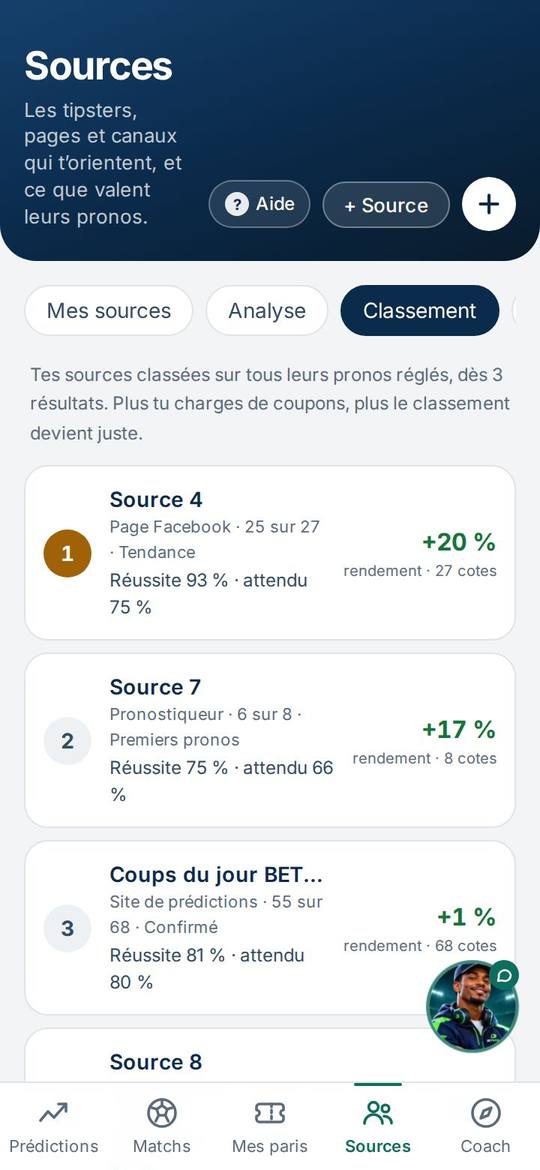 Sources
Les tipsters,
pages et canaux
qui t’orientent, et
ce que valent
leurs pronos.
? Aide
+ Source
+
Mes sources
Analyse
Classement
Tes sources classées sur tous leurs pronos réglés, dès 3
résultats. Plus tu charges de coupons, plus le classement
devient juste.
1
Source 4
Page Facebook · 25 sur 27
· Tendance
Réussite 93 % · attendu
75 %
+20 %
rendement · 27 cotes
2
Source 7
Pronostiqueur · 6 sur 8 ·
Premiers pronos
Réussite 75 % · attendu 66
%
+17 %
rendement · 8 cotes
3
Coups du jour BET...
Site de prédictions · 55 sur
68 · Confirmé
Réussite 81 % · attendu
80 %
+1 %
rendement · 68 cotes
Source 8
Prédictions
Matchs
Mes paris
Sources
Coach